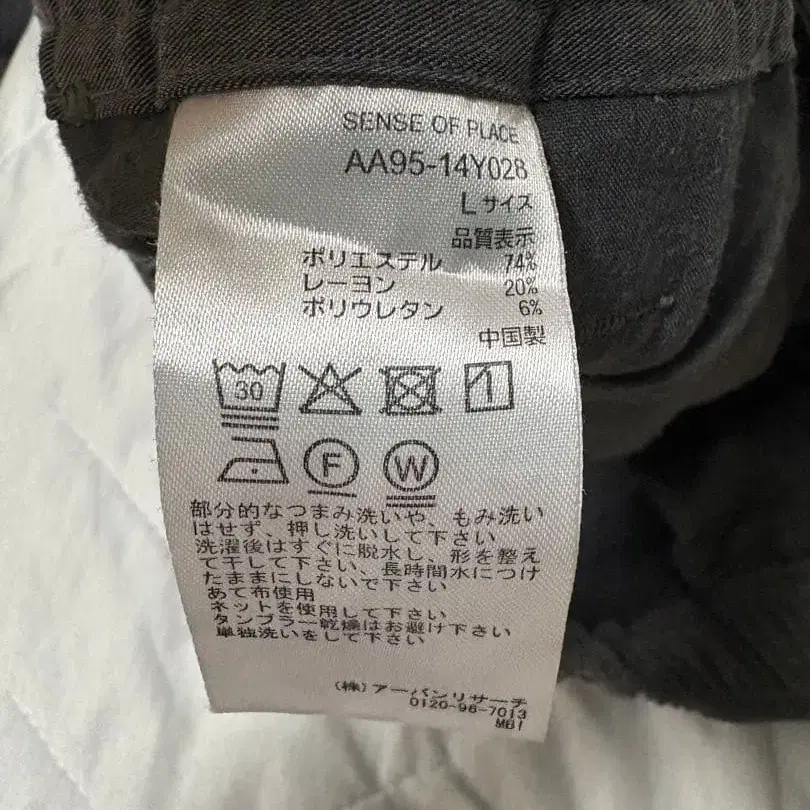 SENSE OF PLACE
AA95-14Y028
Lサイズ
品質表示
ポリエステル 74%
レーヨン 20%
ポリウレタン 6%
中国製
30
F W
部分的なつまみ洗いや、もみ洗い
はせず、押し洗いして下さい
洗濯後はすぐに脱水し、形を整え
て干して下さい、長時間水につけ
たままにしないで下さい
あて布使用
ネットを使用して下さい
タンブラー乾燥はお避け下さい
単独洗いをして下さい
(株)アーバンリサーチ
0120-96-7013